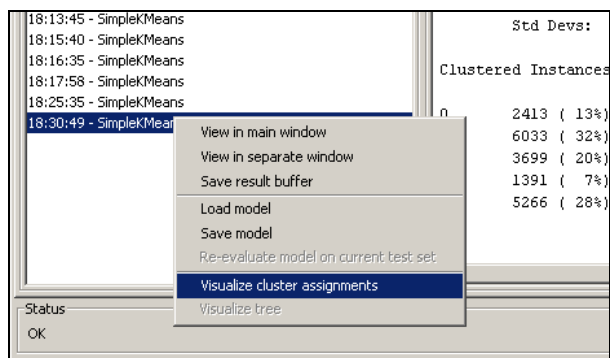 18:13:45 - SimpleKMeans
18:15:40 - SimpleKMeans
18:16:35 - SimpleKMeans
18:17:58 - SimpleKMeans
18:25:35 - SimpleKMeans
18:30:49 - SimpleKMean
View in main window
View in separate window
Save result buffer
Load model
Save model
Re-evaluate model on current test set
Visualize cluster assignments
Visualize tree
Std Devs:
Clustered Instances
0 2413 ( 13%)
6033 ( 32%)
3699 ( 20%)
1391 ( 7%)
5266 ( 28%)
Status
OK